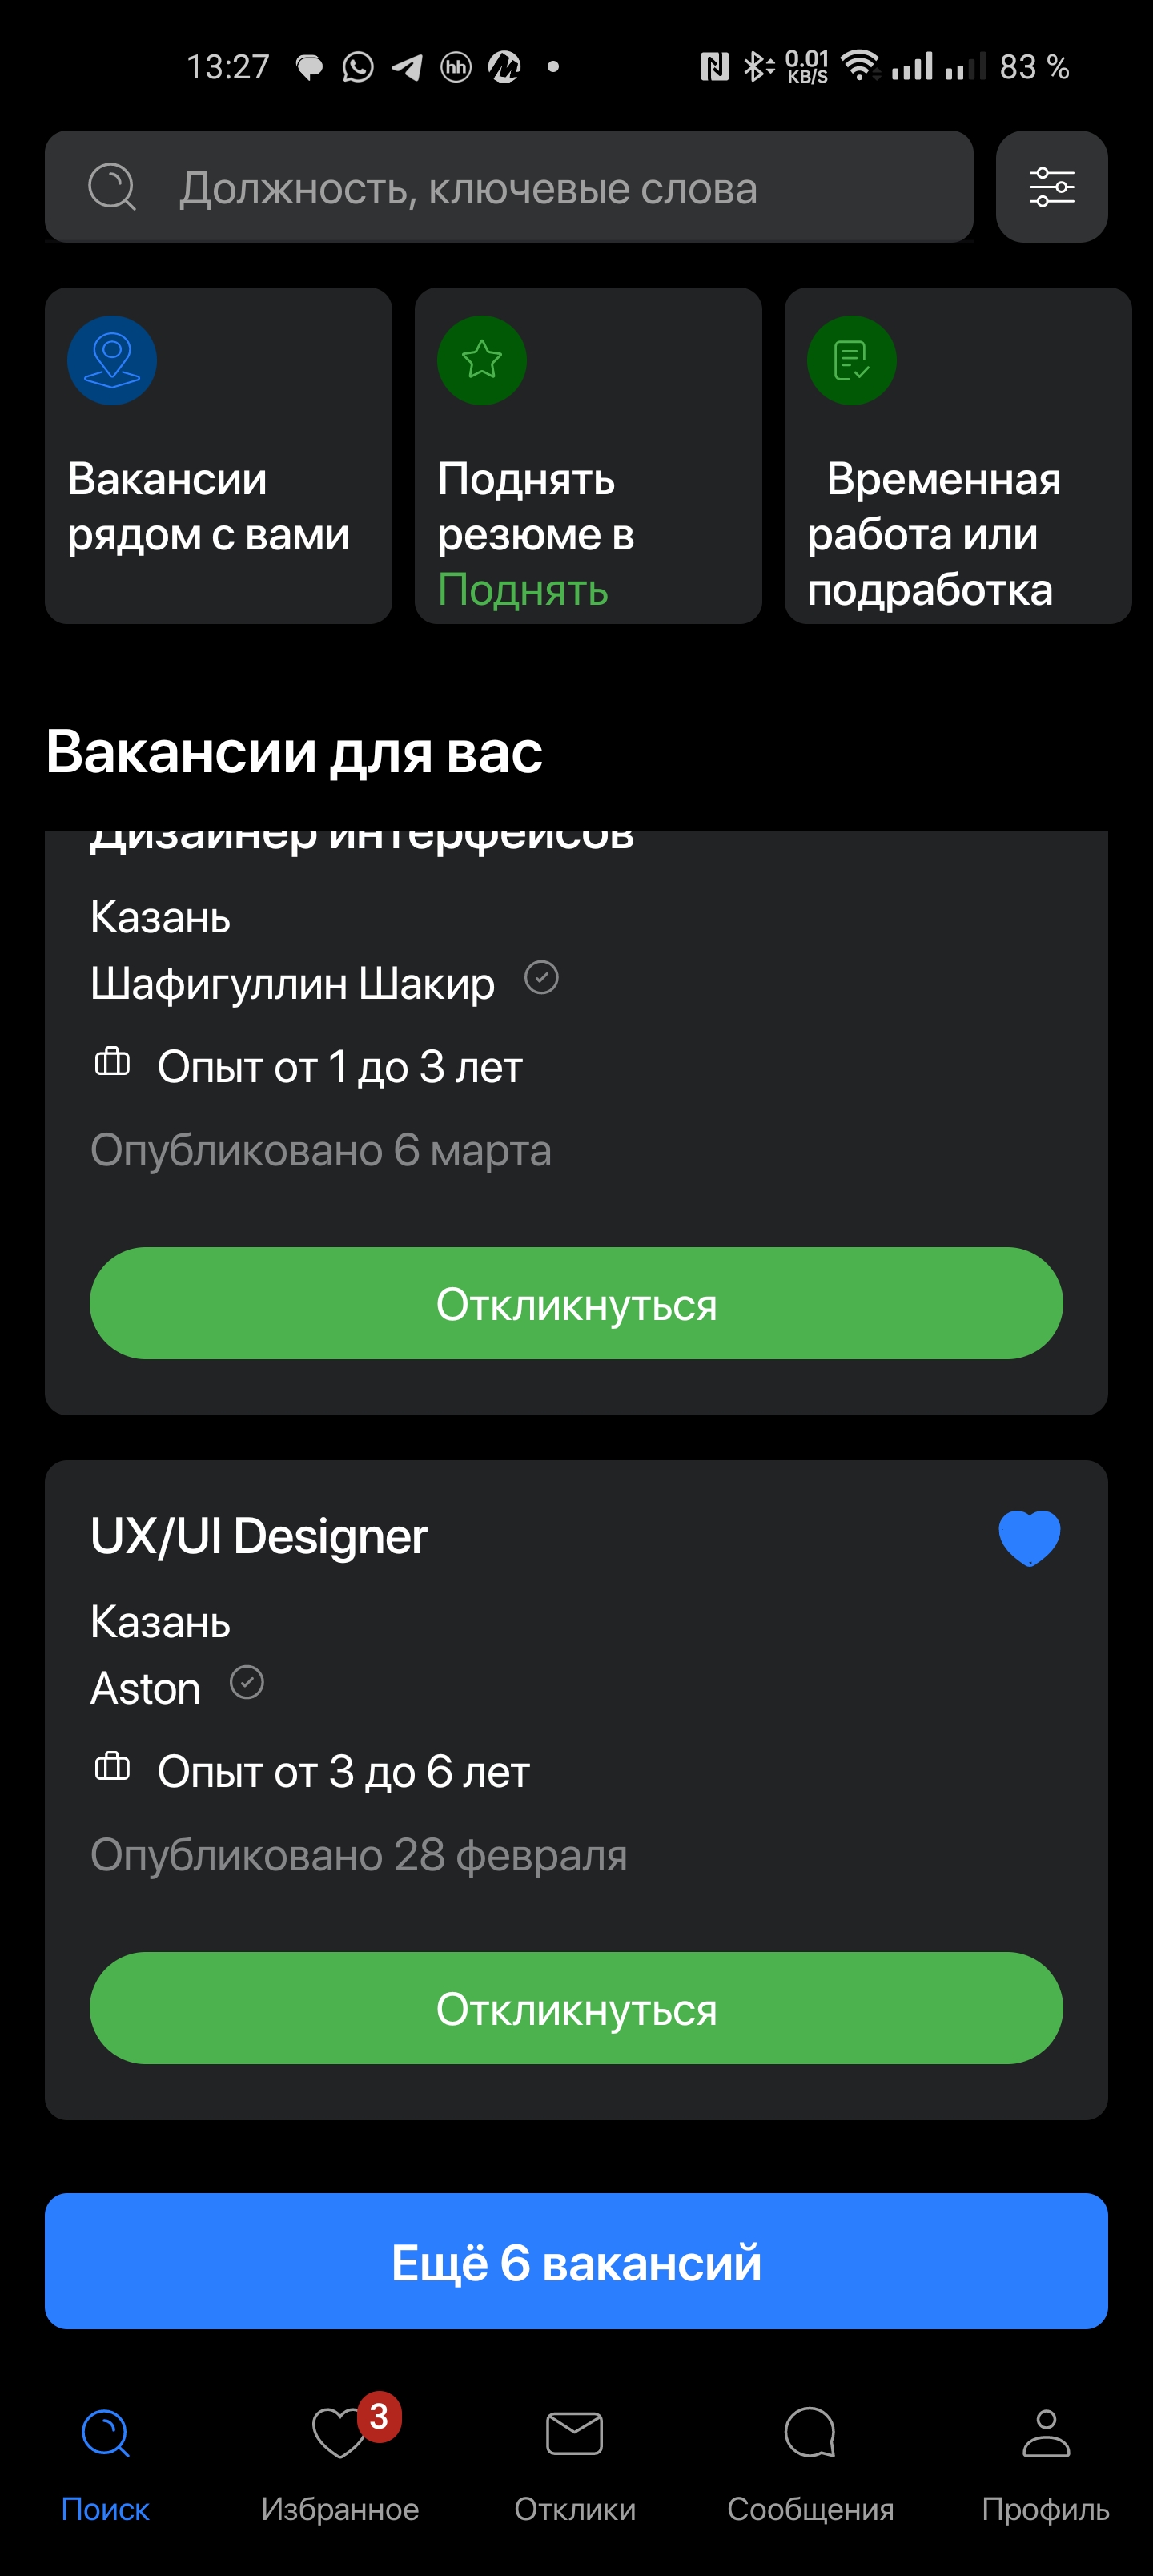 13:27 hh 0.01 KB/S 83 %
Должность, ключевые слова
Вакансии
рядом с вами
Поднять
резюме в
Поднять
Временная
работа или
подработка
Вакансии для вас
Дизайнер интерфейсов
Казань
Шафигуллин Шакир
Опыт от 1 до 3 лет
Опубликовано 6 марта
Откликнуться
UX/UI Designer
Казань
Aston
Опыт от 3 до 6 лет
Опубликовано 28 февраля
Откликнуться
Ещё 6 вакансий
3
Поиск
Избранное
Отклики
Сообщения
Профиль